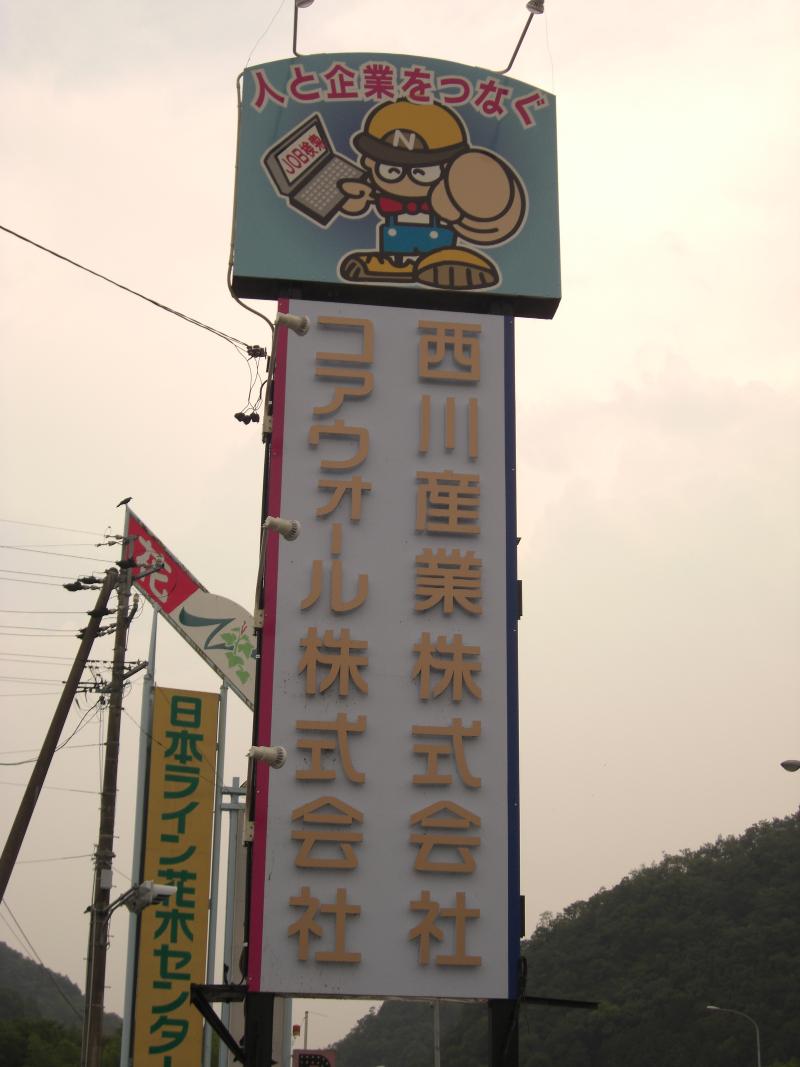 人と企業をつなぐ
N
JOB検索
西川産業株式会社
コアウォール株式会社
花
日本ライン花木センター